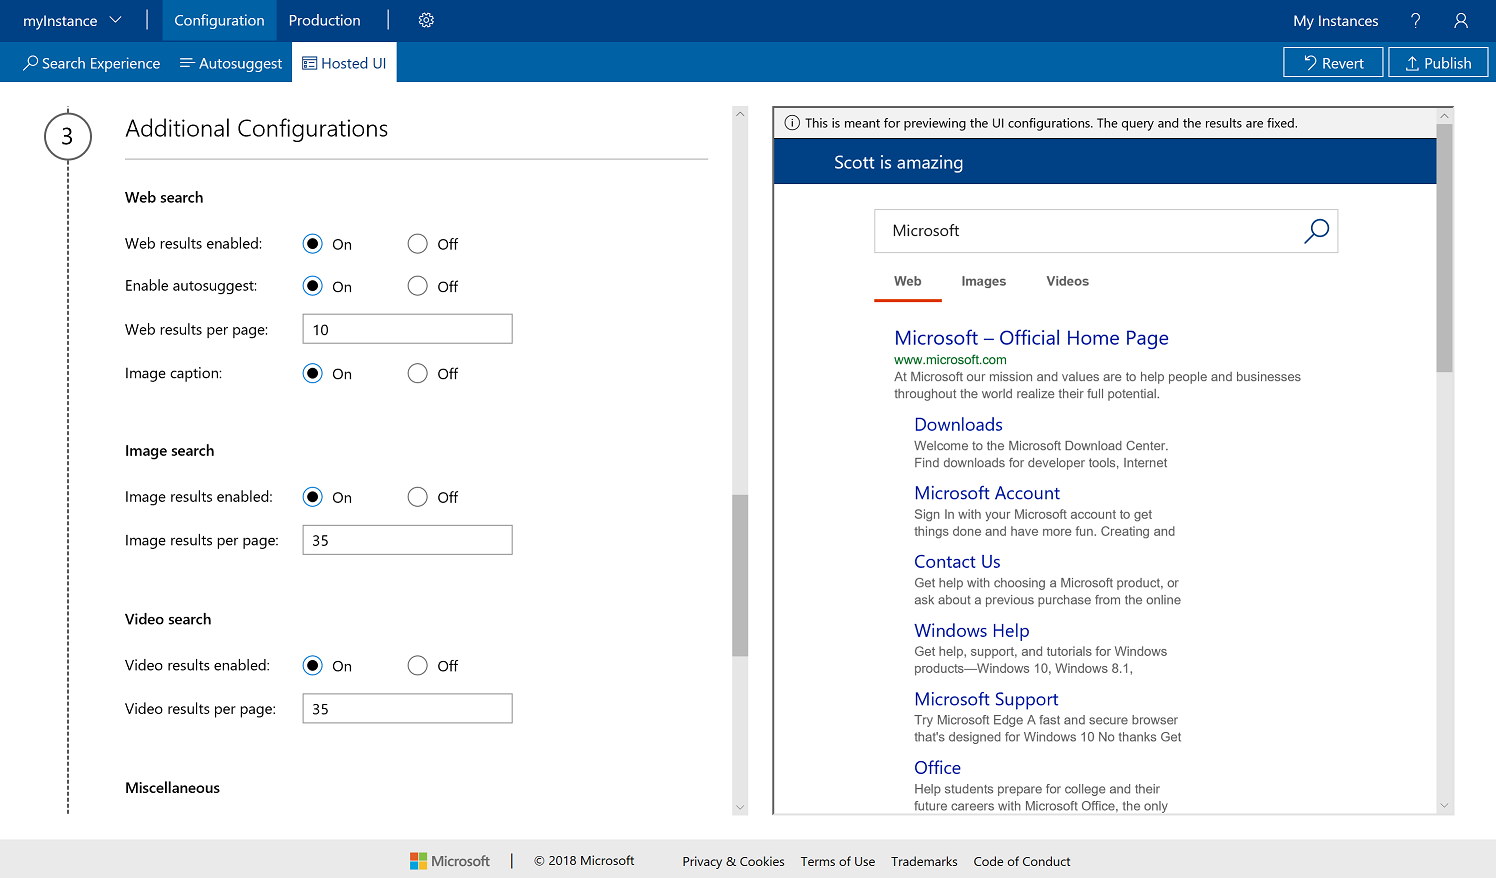 myInstance
Configuration
Production
My Instances
?
Search Experience
Autosuggest
Hosted UI
Revert
Publish
3
Additional Configurations
Web search
Web results enabled: On Off
Enable autosuggest: On Off
Web results per page: 10
Image caption: On Off
Image search
Image results enabled: On Off
Image results per page: 35
Video search
Video results enabled: On Off
Video results per page: 35
Miscellaneous
This is meant for previewing the UI configurations. The query and the results are fixed.
Scott is amazing
Microsoft
Web Images Videos
Microsoft – Official Home Page
www.microsoft.com
At Microsoft our mission and values are to help people and businesses
throughout the world realize their full potential.
Downloads
Welcome to the Microsoft Download Center.
Find downloads for developer tools, Internet
Microsoft Account
Sign In with your Microsoft account to get
things done and have more fun. Creating and
Contact Us
Get help with choosing a Microsoft product, or
ask about a previous purchase from the online
Windows Help
Get help, support, and tutorials for Windows
products—Windows 10, Windows 8.1,
Microsoft Support
Try Microsoft Edge A fast and secure browser
that's designed for Windows 10 No thanks Get
Office
Help students prepare for college and their
future careers with Microsoft Office, the only
Microsoft | © 2018 Microsoft Privacy & Cookies Terms of Use Trademarks Code of Conduct